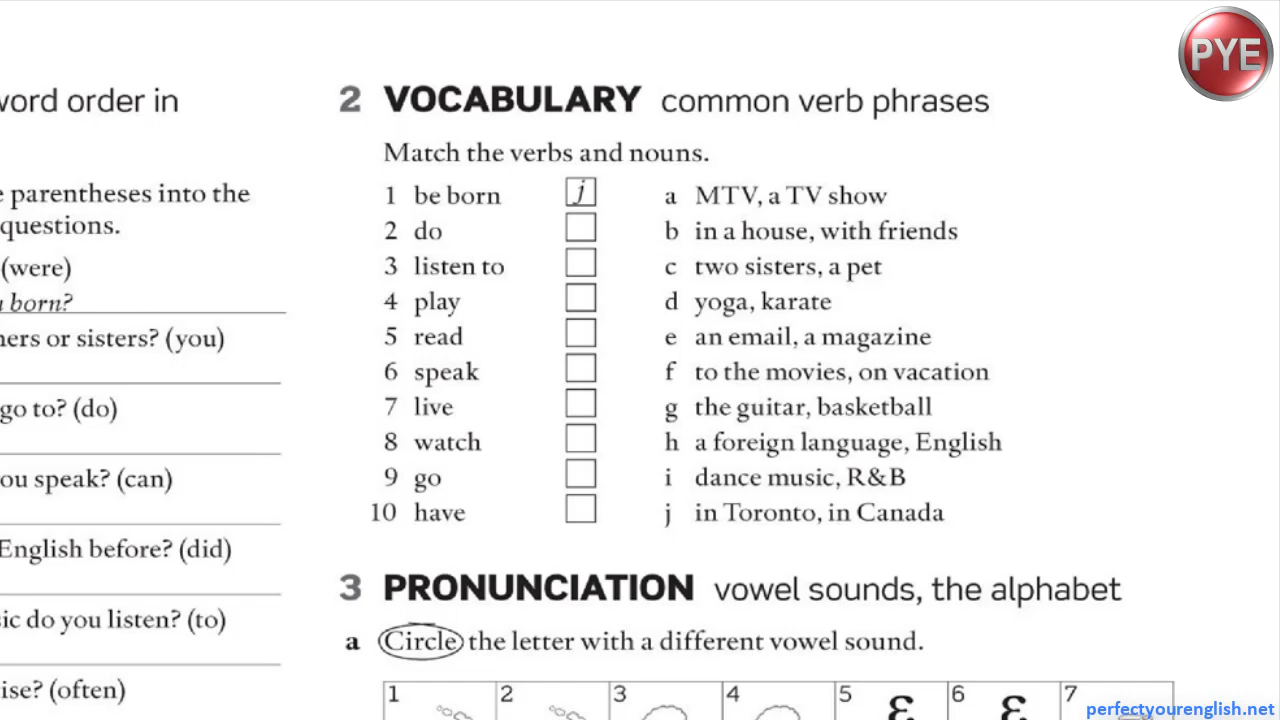 PYE
word order in
e parentheses into the
questions.
(were)
born?
hers or sisters? (you)
go to? (do)
ou speak? (can)
English before? (did)
sic do you listen? (to)
ise? (often)
2 VOCABULARY common verb phrases
Match the verbs and nouns.
1 be born j a MTV, a TV show
2 do b in a house, with friends
3 listen to c two sisters, a pet
4 play d yoga, karate
5 read e an email, a magazine
6 speak f to the movies, on vacation
7 live g the guitar, basketball
8 watch h a foreign language, English
9 go i dance music, R&B
10 have j in Toronto, in Canada
3 PRONUNCIATION vowel sounds, the alphabet
a Circle the letter with a different vowel sound.
1 2 3 4 5 ɛ 6 ɛ 7
perfectyourenglish.net